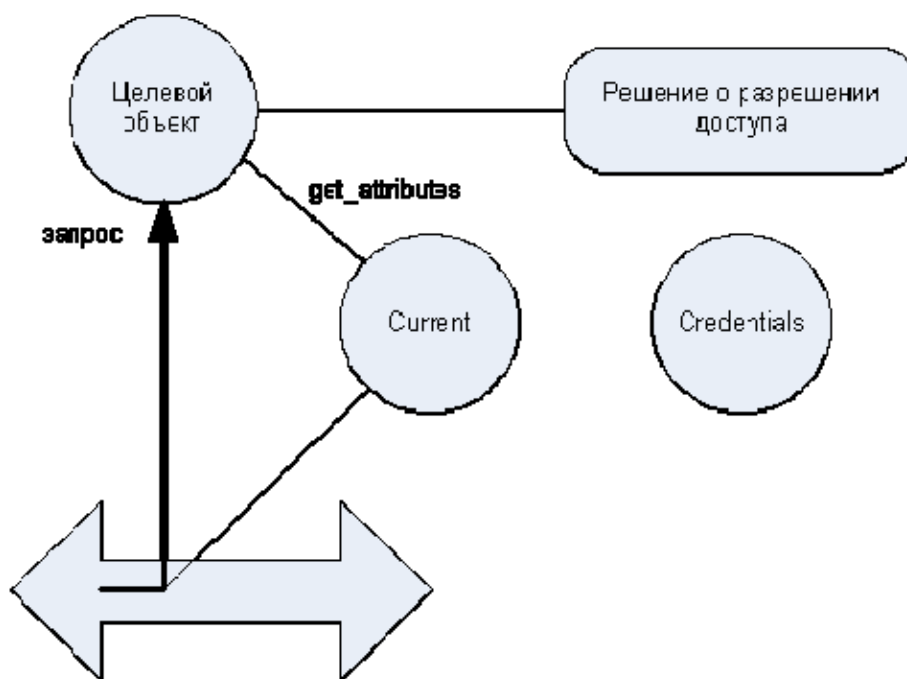 Целевой
объект
Решение о разрешении
доступа
get_attributes
запрос
Current
Credentials